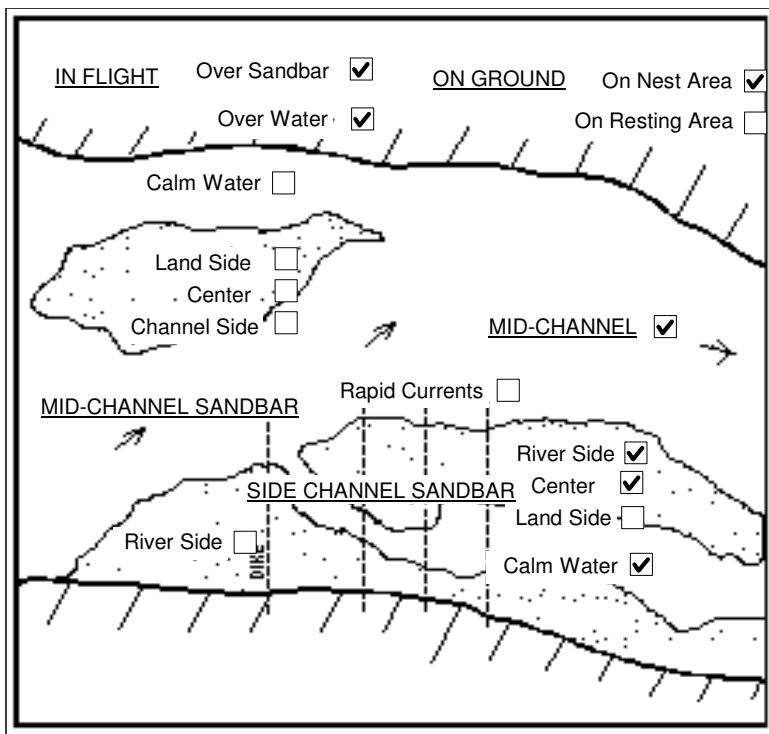 IN FLIGHT
Over Sandbar
Over Water
ON GROUND
On Nest Area
On Resting Area
Calm Water
Land Side
Center
Channel Side
MID-CHANNEL
Rapid Currents
MID-CHANNEL SANDBAR
River Side
Center
SIDE CHANNEL SANDBAR
Land Side
River Side
DIKE
Calm Water